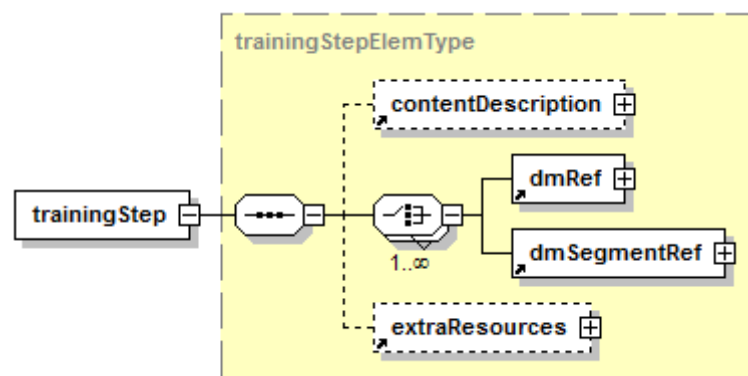 trainingStepElemType
contentDescription
dmRef
trainingStep
dmSegmentRef
1..∞
extraResources